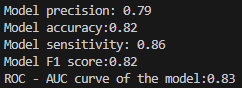 Model precision: 0.79
Model accuracy:0.82
Model sensitivity: 0.86
Model F1 score:0.82
ROC - AUC curve of the model:0.83